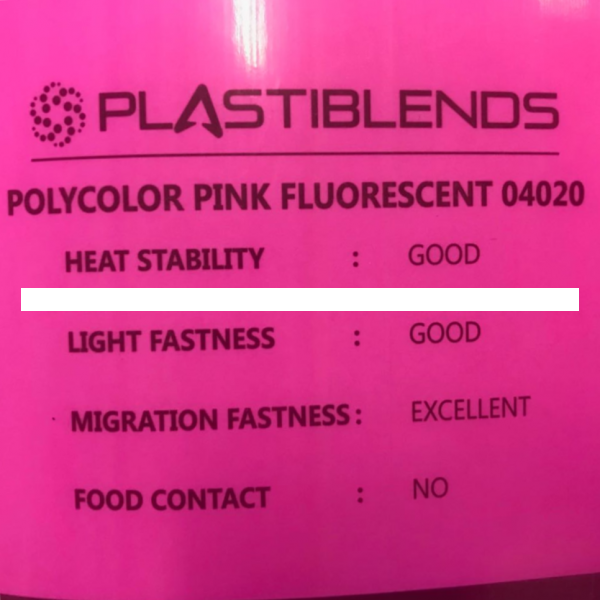 PLASTIBLENDS
POLYCOLOR PINK FLUORESCENT 04020
HEAT STABILITY : GOOD
LIGHT FASTNESS : GOOD
MIGRATION FASTNESS : EXCELLENT
FOOD CONTACT : NO